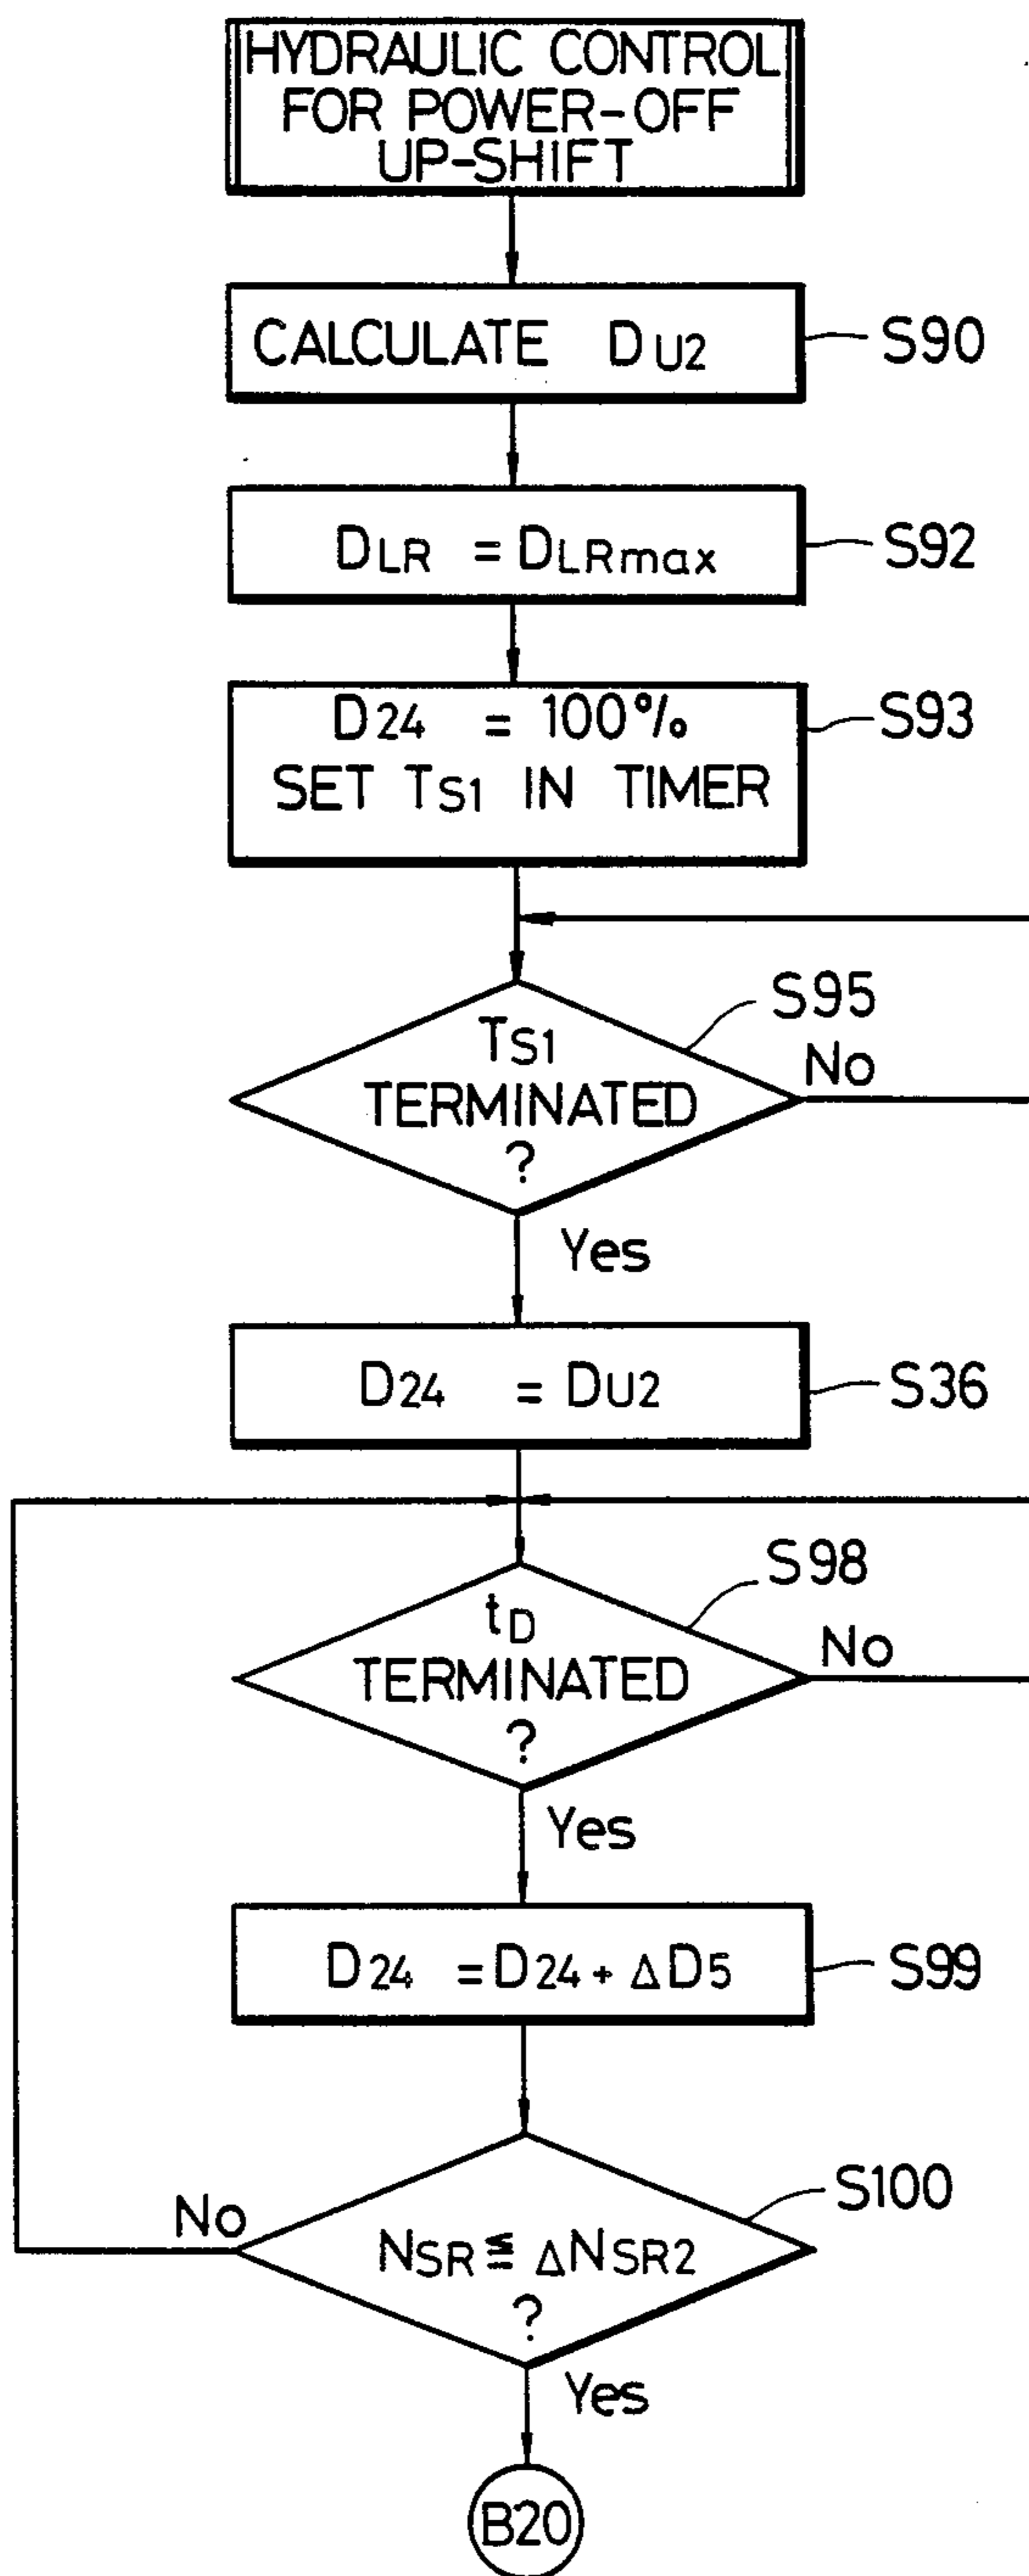 HYDRAULIC CONTROL
FOR POWER-OFF
UP-SHIFT
CALCULATE DU2
S90
DLR = DLRmax
S92
D24 = 100%
SET TS1 IN TIMER
S93
S95
TS1
TERMINATED
?
No
Yes
D24 = DU2
S36
S98
tD
TERMINATED
?
No
Yes
D24 = D24 + ΔD5
S99
S100
No
NSR ≦ ΔNSR2
?
Yes
B20